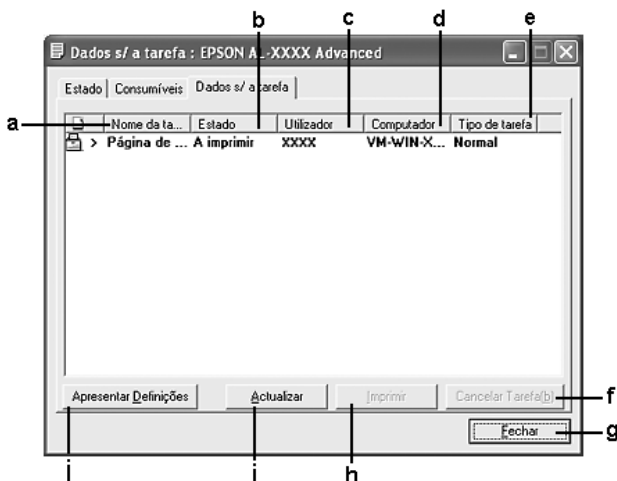 b c d e
Dados s/ a tarefa : EPSON AL-XXXX Advanced
Estado Consumíveis Dados s/ a tarefa
a Nome da ta... Estado Utilizador Computador Tipo de tarefa
> Página de ... A imprimir XXXX VM-WIN-X... Normal
Apresentar Definições Actualizar Imprimir Cancelar Tarefa(b) f
Fechar g
j i h